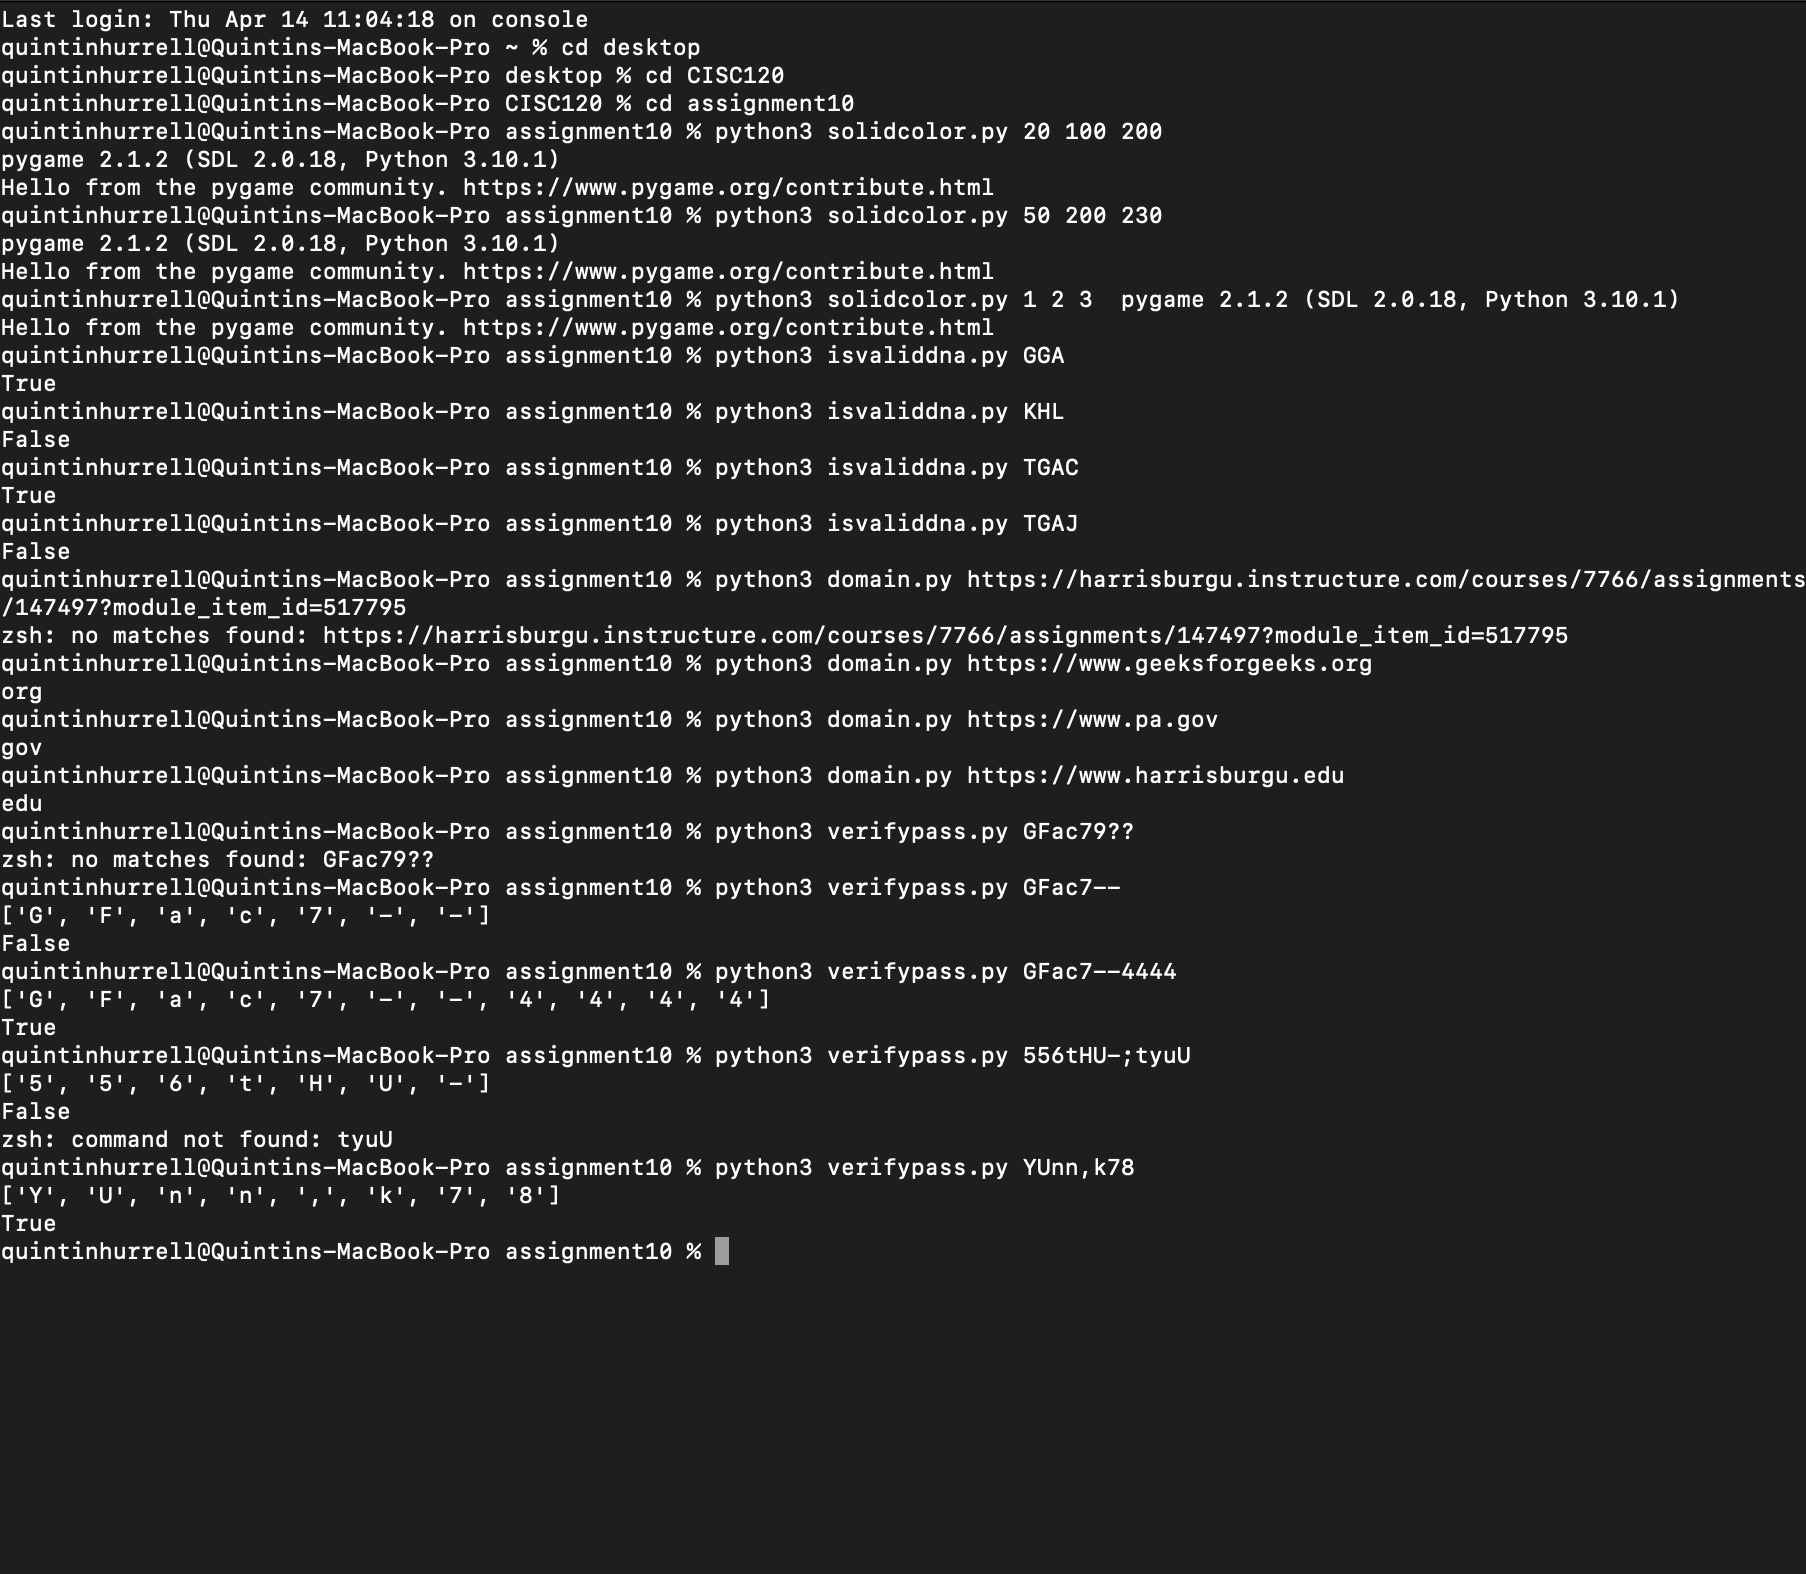 Last login: Thu Apr 14 11:04:18 on console
quintinhurrell@Quintins-MacBook-Pro ~ % cd desktop
quintinhurrell@Quintins-MacBook-Pro desktop % cd CISC120
quintinhurrell@Quintins-MacBook-Pro CISC120 % cd assignment10
quintinhurrell@Quintins-MacBook-Pro assignment10 % python3 solidcolor.py 20 100 200
pygame 2.1.2 (SDL 2.0.18, Python 3.10.1)
Hello from the pygame community. https://www.pygame.org/contribute.html
quintinhurrell@Quintins-MacBook-Pro assignment10 % python3 solidcolor.py 50 200 230
pygame 2.1.2 (SDL 2.0.18, Python 3.10.1)
Hello from the pygame community. https://www.pygame.org/contribute.html
quintinhurrell@Quintins-MacBook-Pro assignment10 % python3 solidcolor.py 1 2 3  pygame 2.1.2 (SDL 2.0.18, Python 3.10.1)
Hello from the pygame community. https://www.pygame.org/contribute.html
quintinhurrell@Quintins-MacBook-Pro assignment10 % python3 isvaliddna.py GGA
True
quintinhurrell@Quintins-MacBook-Pro assignment10 % python3 isvaliddna.py KHL
False
quintinhurrell@Quintins-MacBook-Pro assignment10 % python3 isvaliddna.py TGAC
True
quintinhurrell@Quintins-MacBook-Pro assignment10 % python3 isvaliddna.py TGAJ
False
quintinhurrell@Quintins-MacBook-Pro assignment10 % python3 domain.py https://harrisburgu.instructure.com/courses/7766/assignments
/147497?module_item_id=517795
zsh: no matches found: https://harrisburgu.instructure.com/courses/7766/assignments/147497?module_item_id=517795
quintinhurrell@Quintins-MacBook-Pro assignment10 % python3 domain.py https://www.geeksforgeeks.org
org
quintinhurrell@Quintins-MacBook-Pro assignment10 % python3 domain.py https://www.pa.gov
gov
quintinhurrell@Quintins-MacBook-Pro assignment10 % python3 domain.py https://www.harrisburgu.edu
edu
quintinhurrell@Quintins-MacBook-Pro assignment10 % python3 verifypass.py GFac79??
zsh: no matches found: GFac79??
quintinhurrell@Quintins-MacBook-Pro assignment10 % python3 verifypass.py GFac7--
['G', 'F', 'a', 'c', '7', '-', '-']
False
quintinhurrell@Quintins-MacBook-Pro assignment10 % python3 verifypass.py GFac7--4444
['G', 'F', 'a', 'c', '7', '-', '-', '4', '4', '4', '4']
True
quintinhurrell@Quintins-MacBook-Pro assignment10 % python3 verifypass.py 556tHU-;tyuU
['5', '5', '6', 't', 'H', 'U', '-']
False
zsh: command not found: tyuU
quintinhurrell@Quintins-MacBook-Pro assignment10 % python3 verifypass.py YUnn,k78
['Y', 'U', 'n', 'n', ',', 'k', '7', '8']
True
quintinhurrell@Quintins-MacBook-Pro assignment10 %